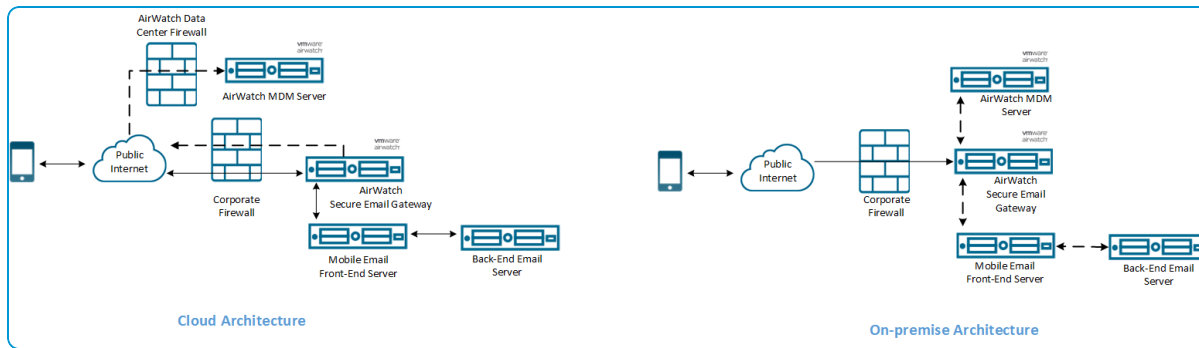 AirWatch Data
Center Firewall
vmware
airwatch
AirWatch MDM Server
Public
Internet
Corporate
Firewall
vmware
airwatch
AirWatch
Secure Email
Gateway
Mobile Email
Front-End Server
Back-End Email
Server
Cloud Architecture
vmware
airwatch
AirWatch MDM
Server
Public
Internet
Corporate
Firewall
vmware
airwatch
AirWatch
Secure Email
Gateway
Mobile Email
Front-End Server
Back-End Email
Server
On-premise Architecture